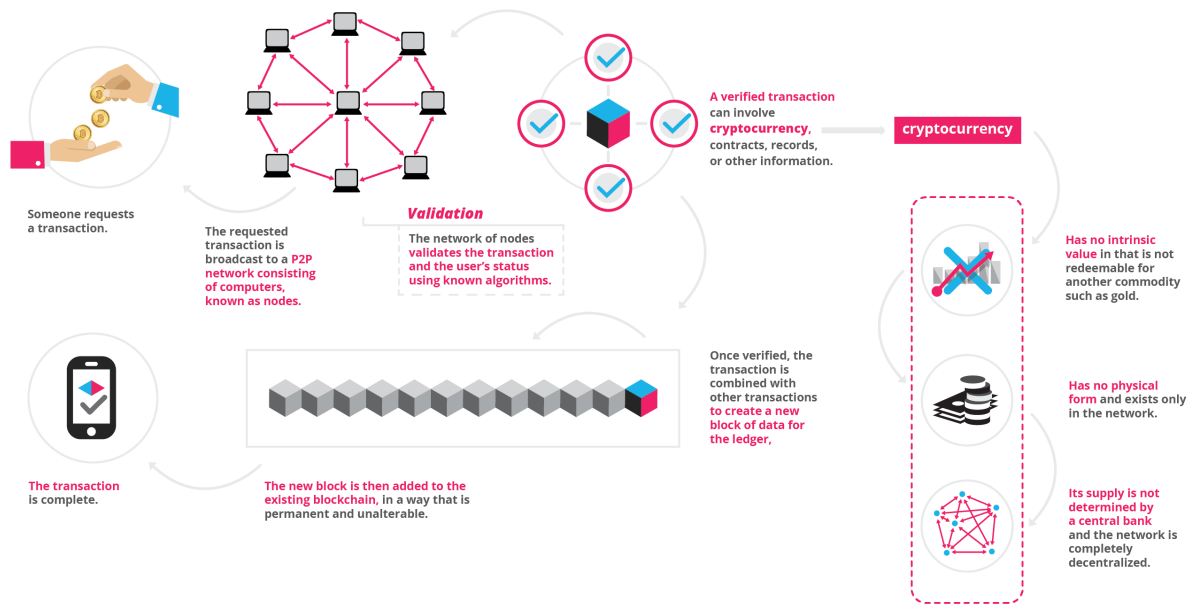 Someone requests
a transaction.
The requested
transaction is
broadcast to a P2P
network consisting
of computers,
known as nodes.
Validation
The network of nodes
validates the transaction
and the user's status
using known algorithms.
A verified transaction
can involve
cryptocurrency,
contracts, records,
or other information.
cryptocurrency
Has no intrinsic
value in that is not
redeemable for
another commodity
such as gold.
Has no physical
form and exists only
in the network.
Its supply is not
determined by
a central bank
and the network is
completely
decentralized.
Once verified, the
transaction is
combined with
other transactions
to create a new
block of data for
the ledger,
The new block is then added to the
existing blockchain, in a way that is
permanent and unalterable.
The transaction
is complete.